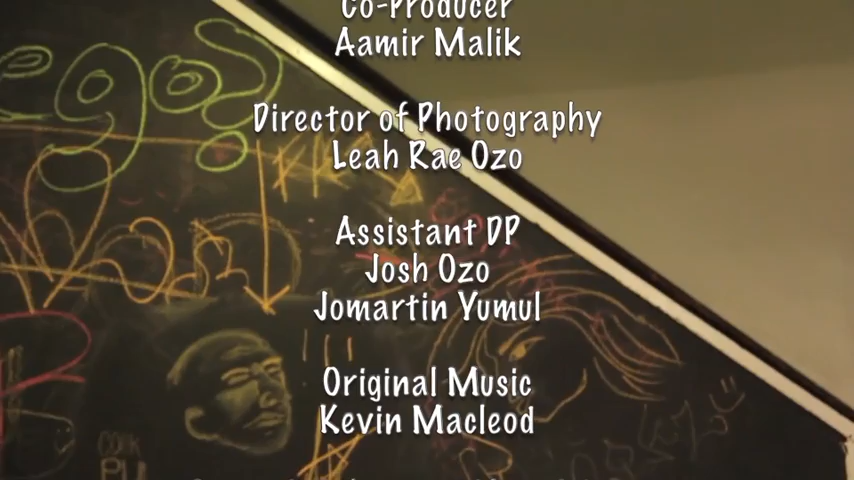 Co-Producer
Aamir Malik
Director of Photography
Leah Rae Ozo
Assistant DP
Josh Ozo
Jomartin Yumul
Original Music
Kevin Macleod